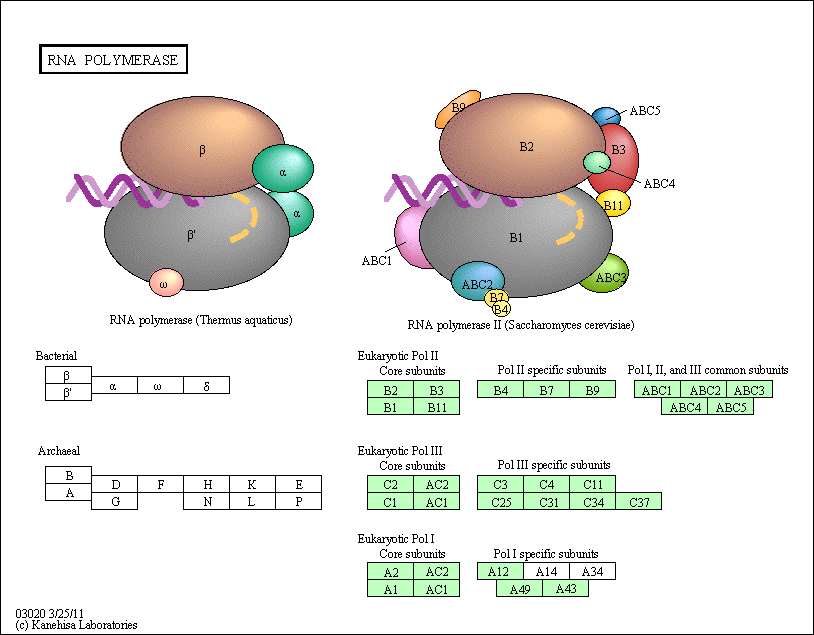 RNA POLYMERASE
β
α
α
β'
ω
RNA polymerase (Thermus aquaticus)
B9
B2
ABC5
B3
ABC4
B11
B1
ABC1
ABC2
ABC3
B7
B4
RNA polymerase II (Saccharomyces cerevisiae)
Bacterial
β
β' α ω δ
Archaeal
B
A D F H K E
G N L P
Eukaryotic Pol II
Core subunits Pol II specific subunits Pol I, II, and III common subunits
B2 B3 B4 B7 B9 ABC1 ABC2 ABC3
B1 B11 ABC4 ABC5
Eukaryotic Pol III
Core subunits Pol III specific subunits
C2 AC2 C3 C4 C11
C1 AC1 C25 C31 C34 C37
Eukaryotic Pol I
Core subunits Pol I specific subunits
A2 AC2 A12 A14 A34
A1 AC1 A49 A43
03020 3/25/11
(c) Kanehisa Laboratories